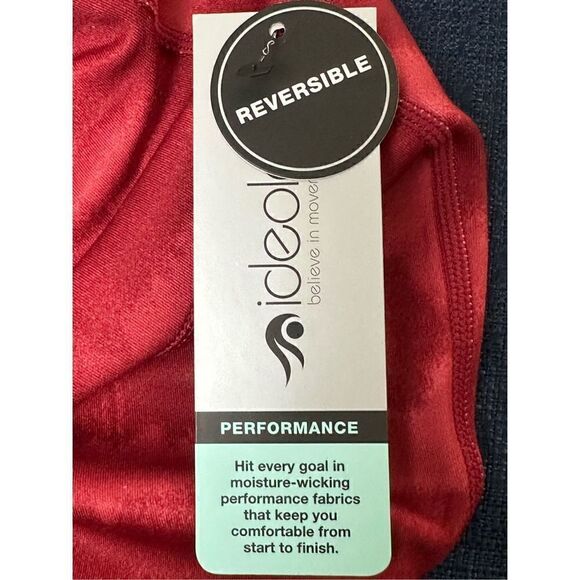 REVERSIBLE
ideol
believe in mover
PERFORMANCE
Hit every goal in
moisture-wicking
performance fabrics
that keep you
comfortable from
start to finish.